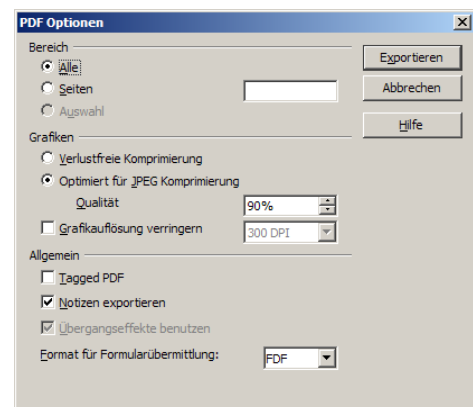 PDF Optionen
Bereich
Alle
Seiten
Auswahl
Grafiken
Verlustfreie Komprimierung
Optimiert für JPEG Komprimierung
Qualität 90%
Grafikauflösung verringern 300 DPI
Allgemein
Tagged PDF
Notizen exportieren
Übergangseffekte benutzen
Format für Formularübermittlung: FDF
Exportieren
Abbrechen
Hilfe